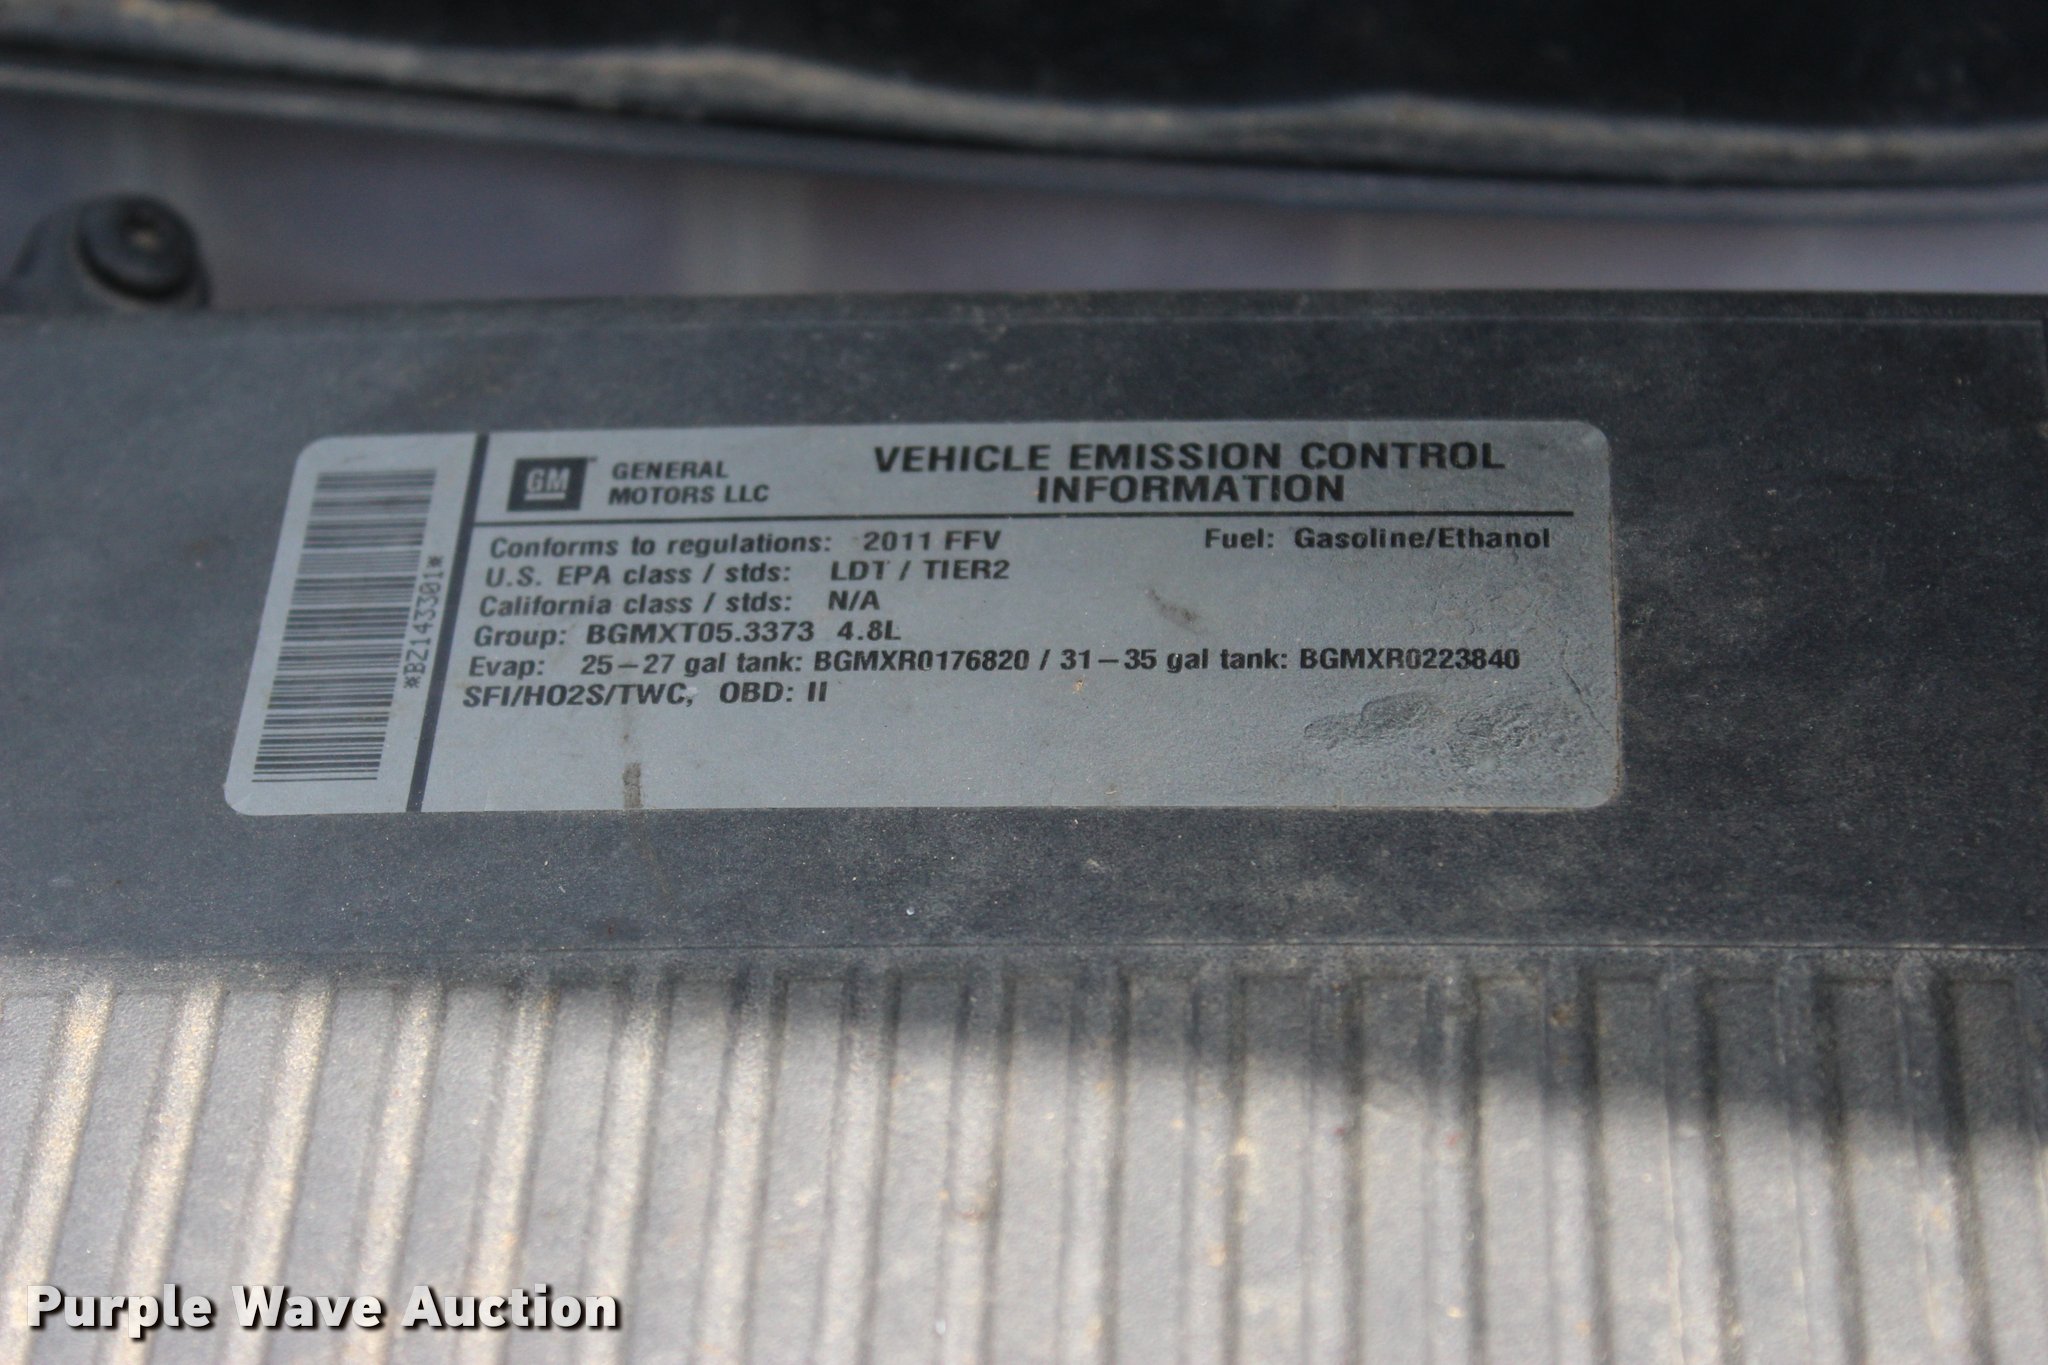 GM
GENERAL
MOTORS LLC
VEHICLE EMISSION CONTROL
INFORMATION
Conforms to regulations: 2011 FFV Fuel: Gasoline/Ethanol
U.S. EPA class / stds: LDT / TIER2
California class / stds: N/A
Group: BGMXT05.3373 4.8L
Evap: 25-27 gal tank: BGMXR0176820 / 31-35 gal tank: BGMXR0223840
SFI/HO2S/TWC, OBD: II
*BZ1433301*
Purple Wave Auction